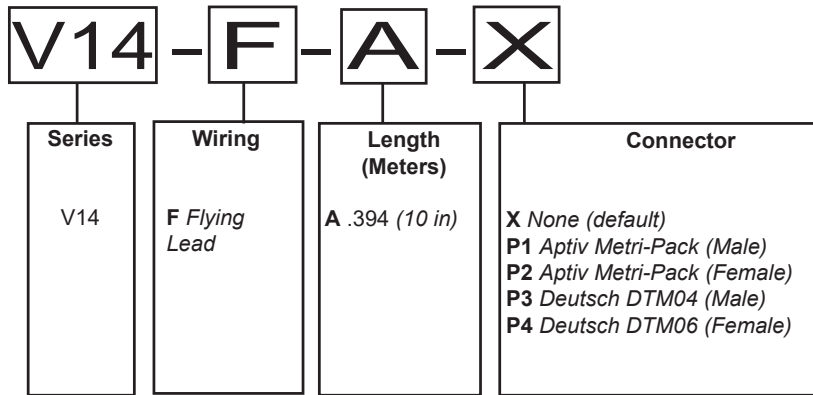 V14 – F – A – X
Series
V14
Wiring
F Flying
Lead
Length
(Meters)
A .394 (10 in)
Connector
X None (default)
P1 Aptiv Metri-Pack (Male)
P2 Aptiv Metri-Pack (Female)
P3 Deutsch DTM04 (Male)
P4 Deutsch DTM06 (Female)